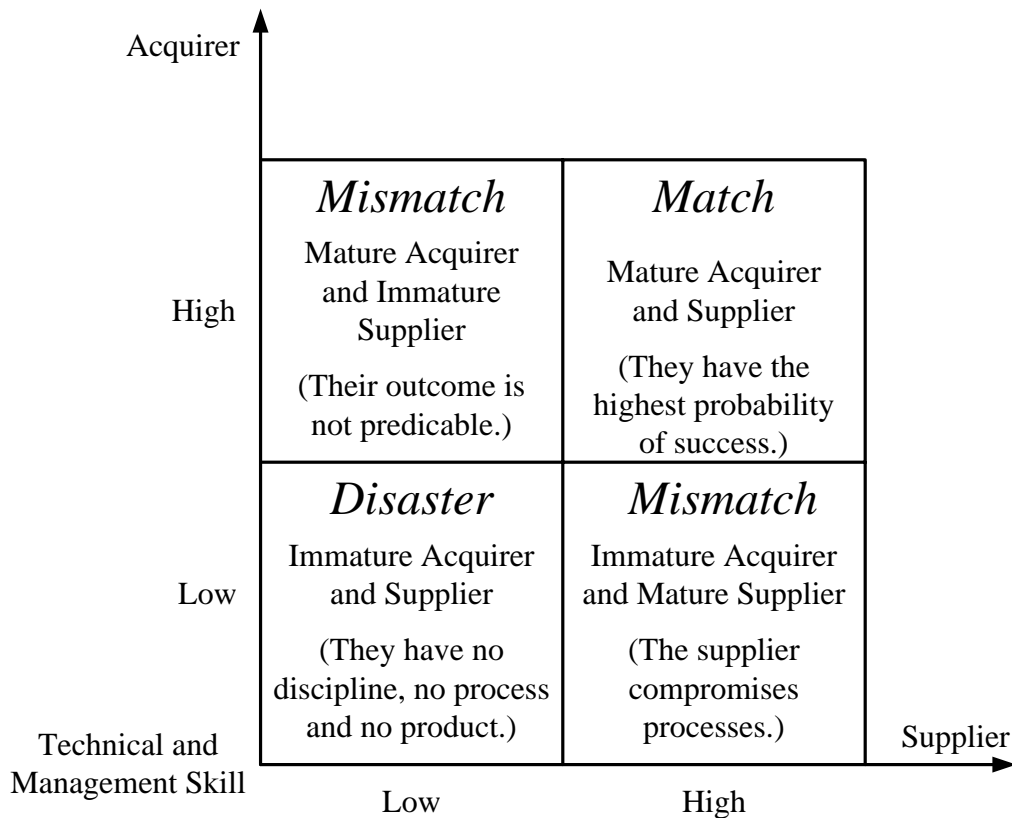 Acquirer
Mismatch
Mature Acquirer
and Immature
Supplier
(Their outcome is
not predicable.)
Match
Mature Acquirer
and Supplier
(They have the
highest probability
of success.)
High
Disaster
Immature Acquirer
and Supplier
(They have no
discipline, no process
and no product.)
Mismatch
Immature Acquirer
and Mature Supplier
(The supplier
compromises
processes.)
Low
Technical and
Management Skill
Supplier
Low
High